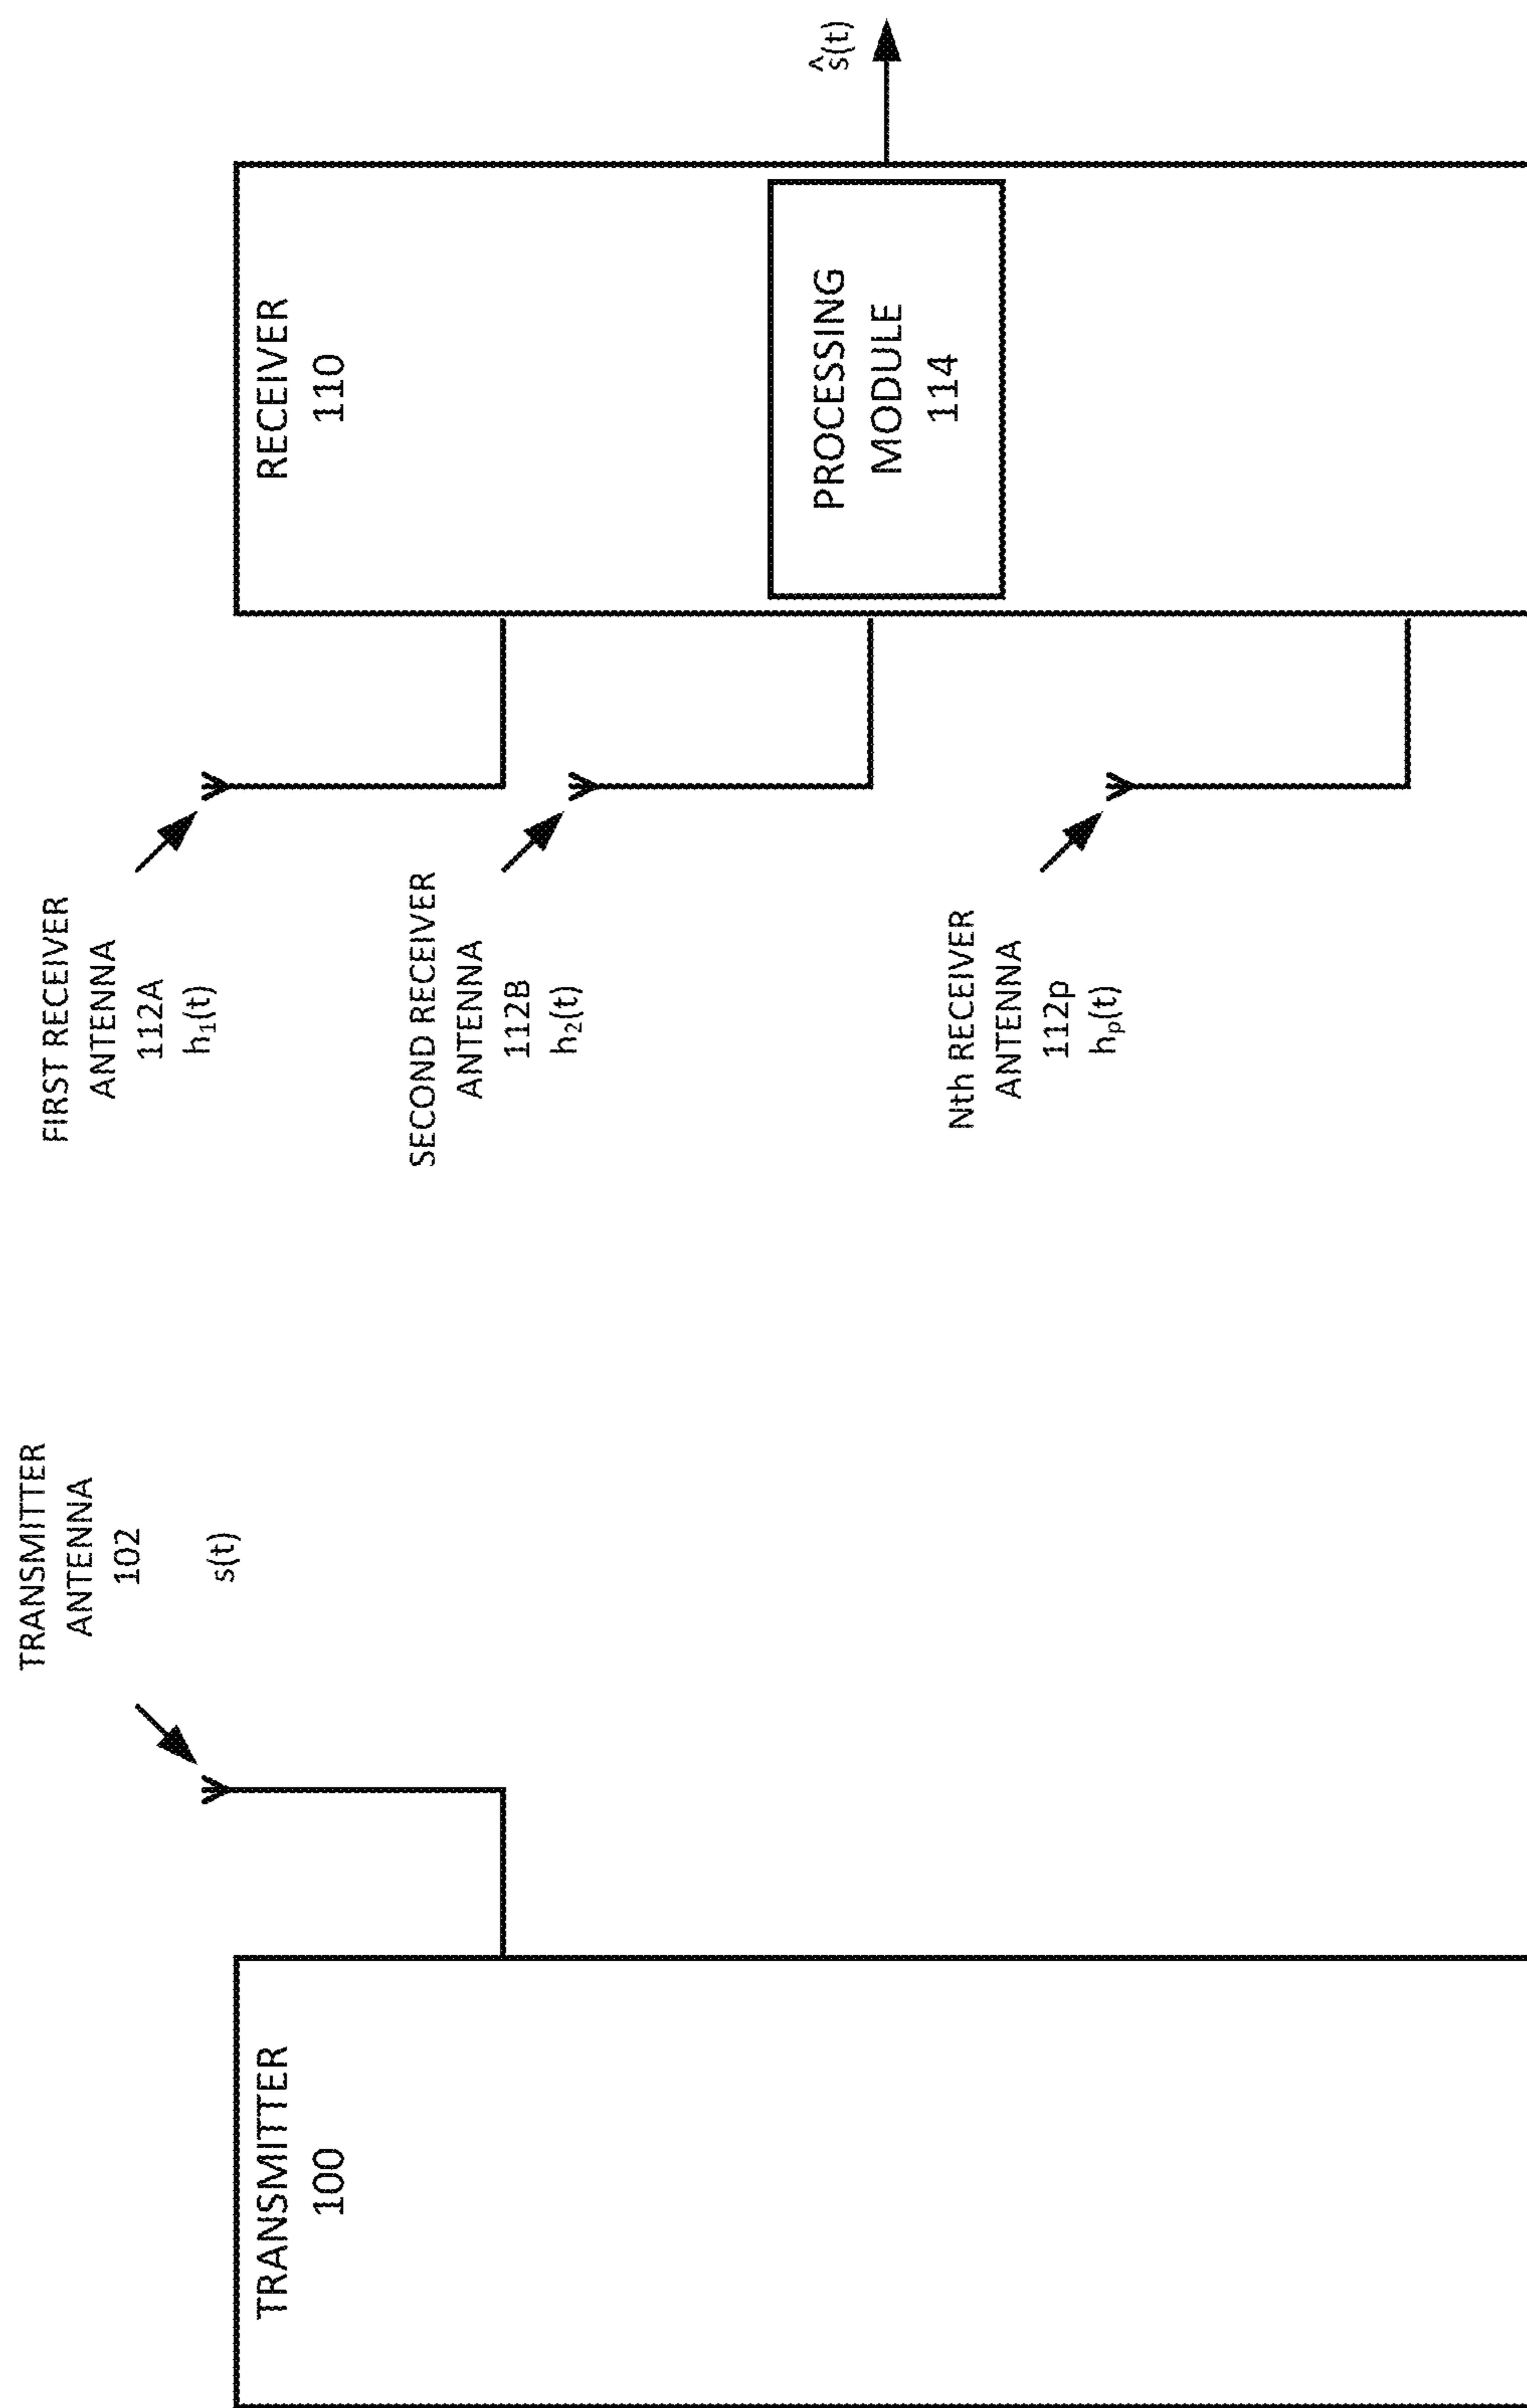 TRANSMITTER
ANTENNA
102
s(t)
TRANSMITTER
100
FIRST RECEIVER
ANTENNA
112A
h₁(t)
SECOND RECEIVER
ANTENNA
112B
h₂(t)
Nth RECEIVER
ANTENNA
112p
hₚ(t)
RECEIVER
110
PROCESSING
MODULE
114
ŝ(t)